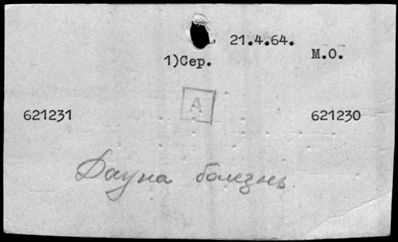 21.4.64.
1)Сер. М.О.
А
621231 621230
Дауна болезнь